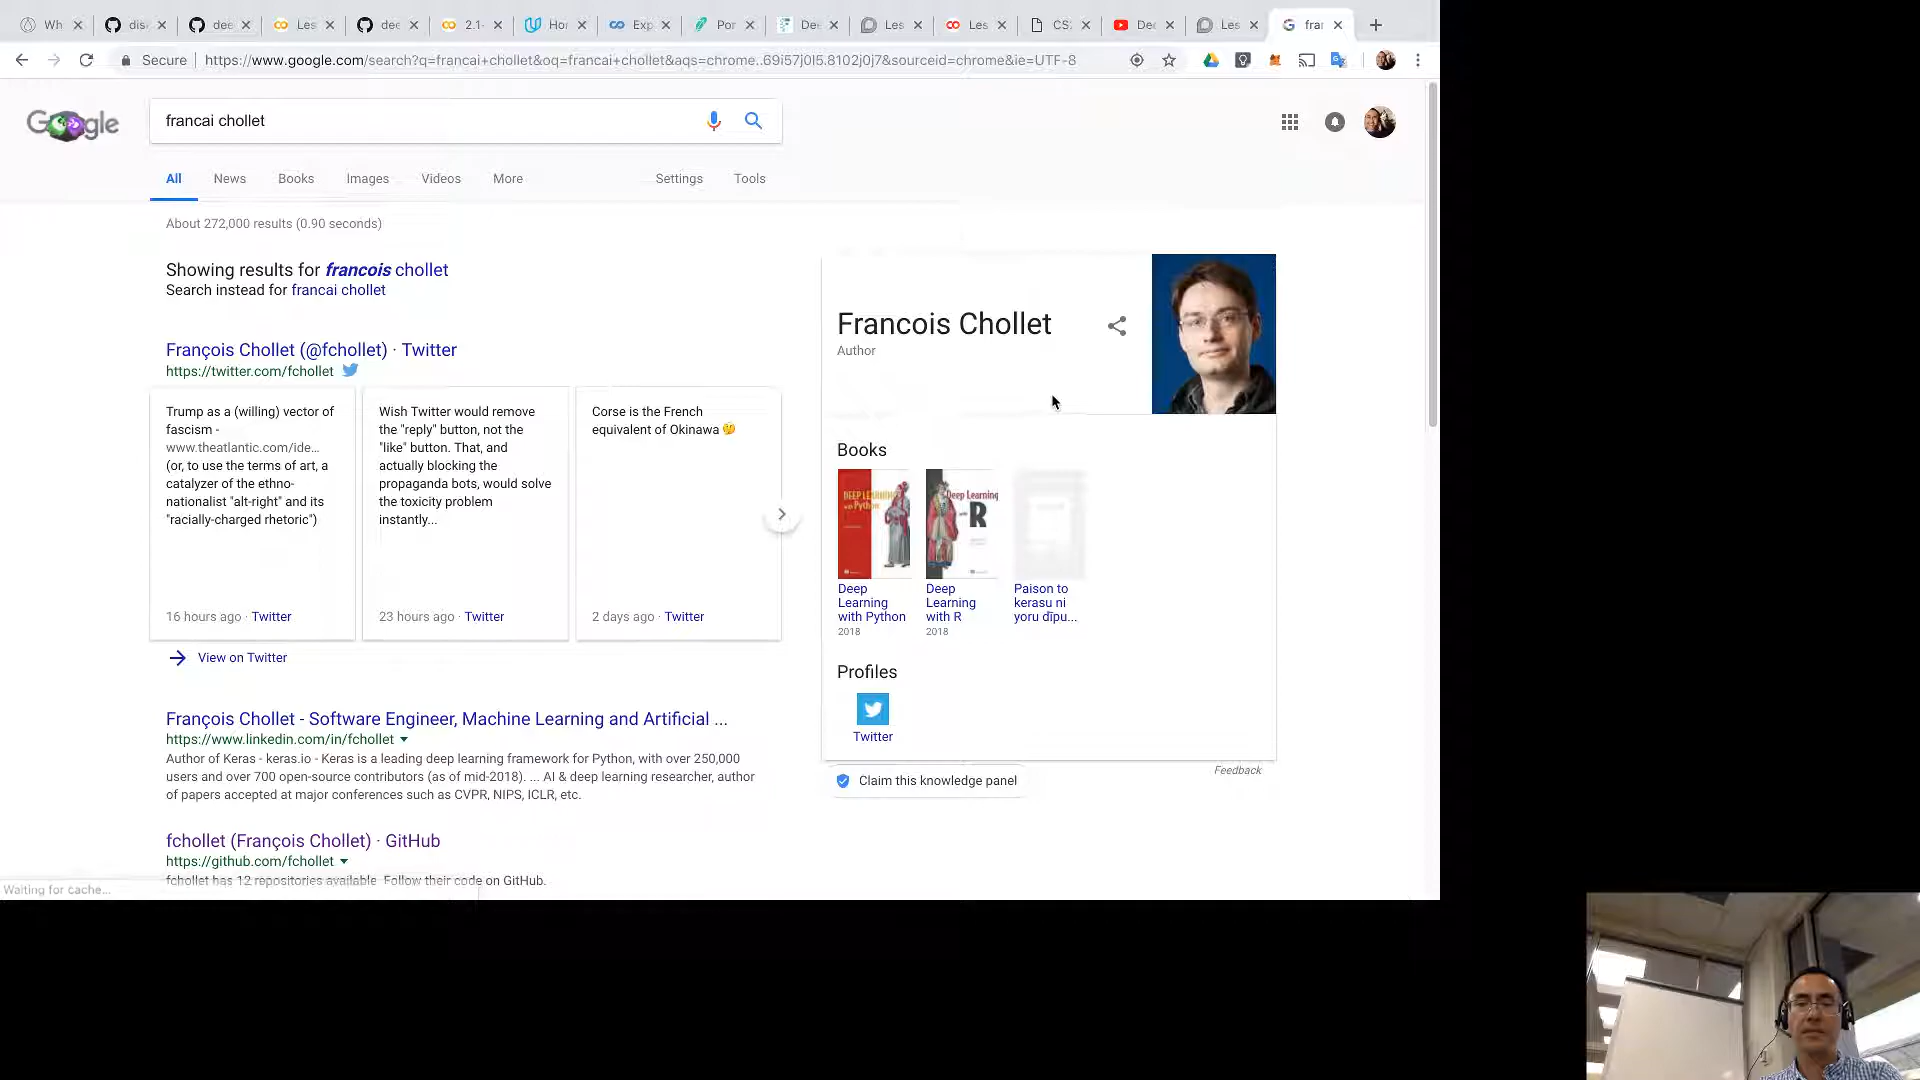 Wh
dis
dee
Les
dee
2.1-
Hor
Exp
Por
Dee
Les
Les
CS
Dee
Les
fran
Secure
https://www.google.com/search?q=francai+chollet&oq=francai+chollet&aqs=chrome..69i57j0l5.8102j0j7&sourceid=chrome&ie=UTF-8
Google
francai chollet
All News Books Images Videos More Settings Tools
About 272,000 results (0.90 seconds)
Showing results for francois chollet
Search instead for francai chollet
François Chollet (@fchollet) · Twitter
https://twitter.com/fchollet
Trump as a (willing) vector of
fascism -
www.theatlantic.com/ide...
(or, to use the terms of art, a
catalyzer of the ethno-
nationalist "alt-right" and its
"racially-charged rhetoric")
16 hours ago · Twitter
Wish Twitter would remove
the "reply" button, not the
"like" button. That, and
actually blocking the
propaganda bots, would solve
the toxicity problem
instantly...
23 hours ago · Twitter
Corse is the French
equivalent of Okinawa 🤔
2 days ago · Twitter
View on Twitter
François Chollet - Software Engineer, Machine Learning and Artificial ...
https://www.linkedin.com/in/fchollet
Author of Keras - keras.io - Keras is a leading deep learning framework for Python, with over 250,000
users and over 700 open-source contributors (as of mid-2018). ... AI & deep learning researcher, author
of papers accepted at major conferences such as CVPR, NIPS, ICLR, etc.
fchollet (François Chollet) · GitHub
https://github.com/fchollet
fchollet has 12 repositories available. Follow their code on GitHub.
Waiting for cache...
Francois Chollet
Author
Books
DEEP LEARNING
with Python
Deep Learning
with R
Deep
Learning
with Python
2018
Deep
Learning
with R
2018
Paison to
kerasu ni
yoru dīpu...
Profiles
Twitter
Feedback
Claim this knowledge panel